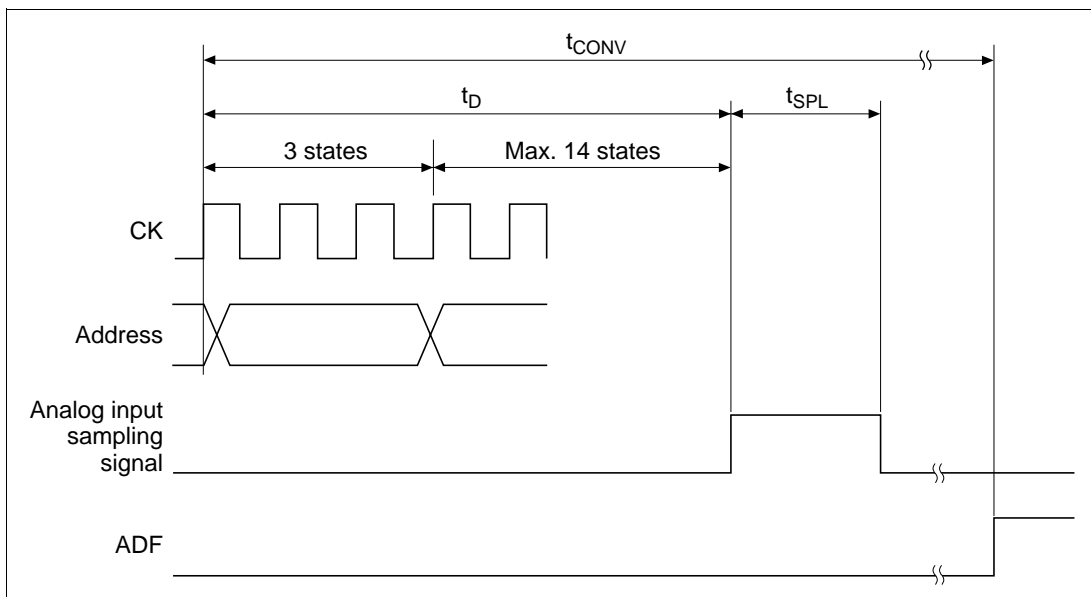 tCONV
tD
tSPL
3 states
Max. 14 states
CK
Address
Analog input
sampling
signal
ADF